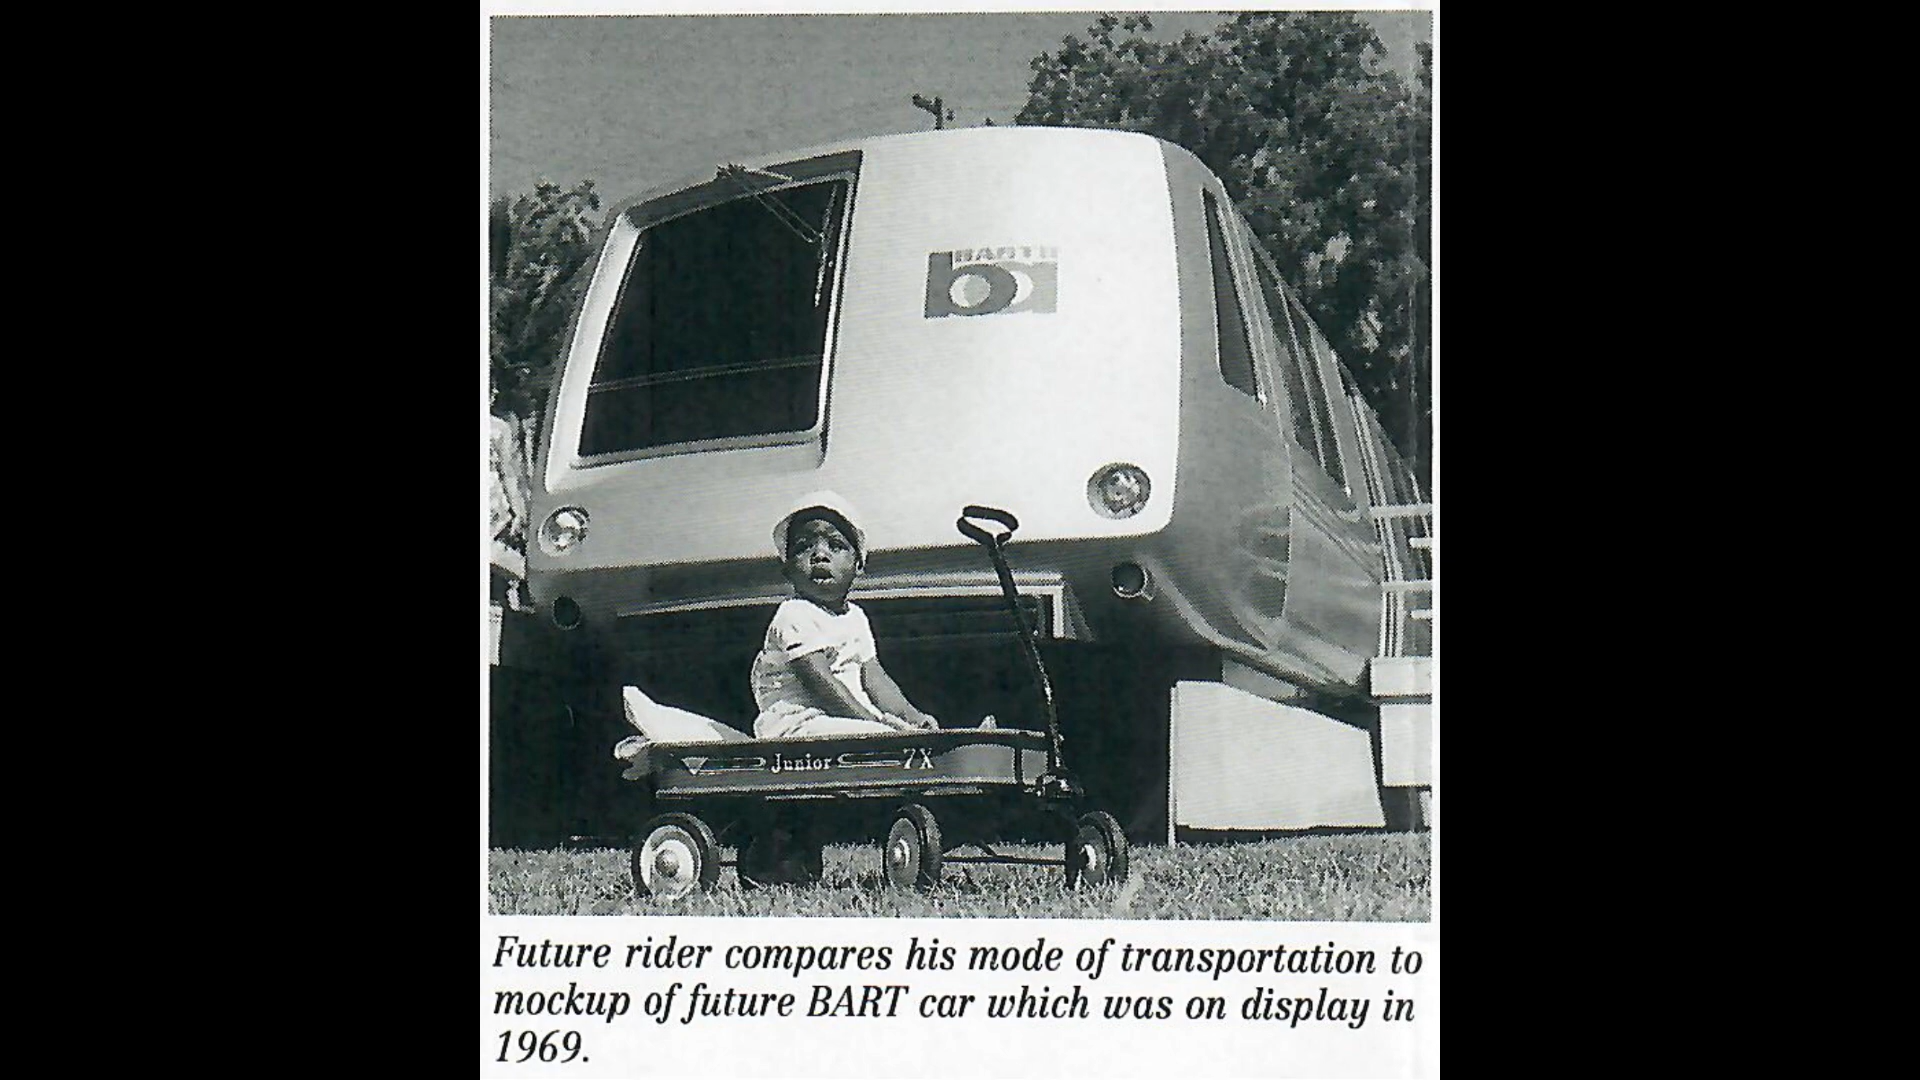 BART
ba
Junior 7X
Future rider compares his mode of transportation to
mockup of future BART car which was on display in
1969.